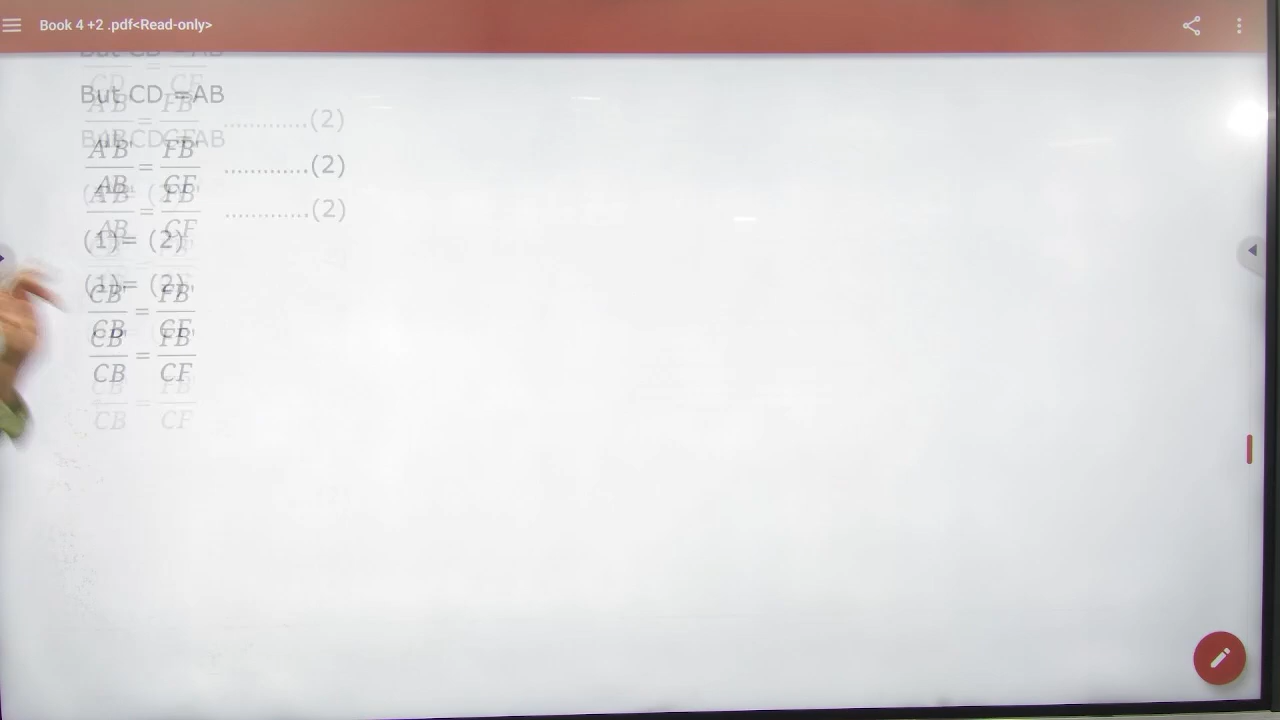 Book 4 +2 .pdf<Read-only>
But CD =AB
A'B'/AB = FB'/CF .............(2)
(1)= (2)
CB'/CB = FB'/CF